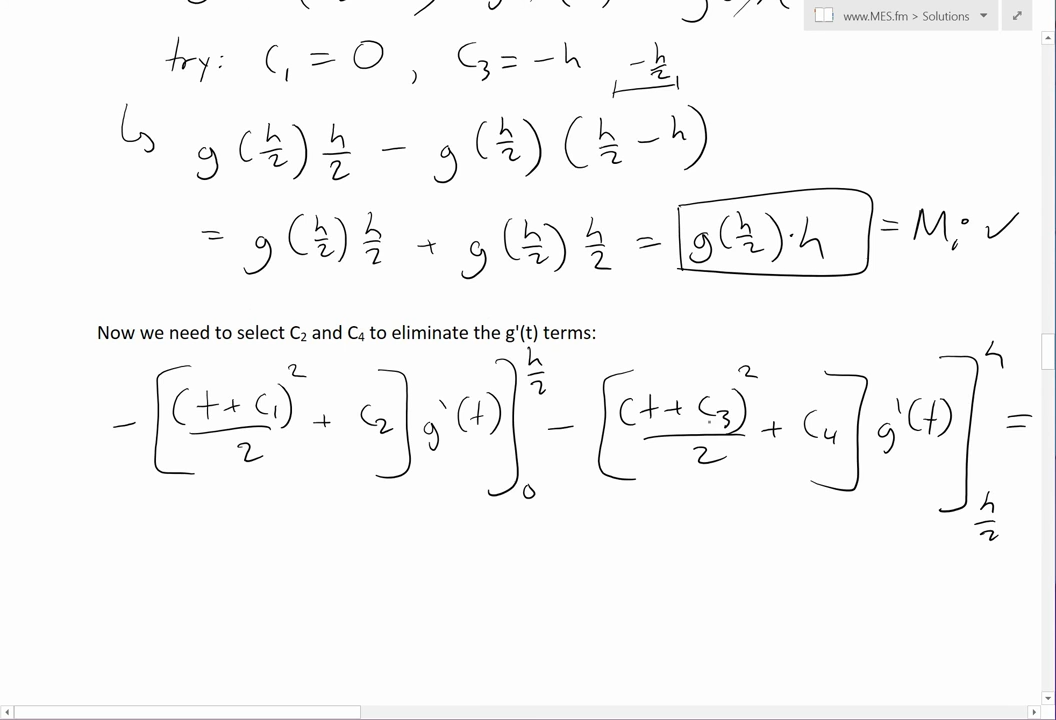 www.MES.fm > Solutions
try: C₁ = 0 , C₃ = -h
-h/2
↳ g(h/2) h/2 - g(h/2) (h/2 - h)
= g(h/2) h/2 + g(h/2) h/2 = g(h/2)·h = Mᵢ ✓
Now we need to select C₂ and C₄ to eliminate the g'(t) terms:
- [(t + C₁)²/2 + C₂] g'(t)]₀^(h/2) - [(t + C₃)²/2 + C₄] g'(t)]_(h/2)^h =